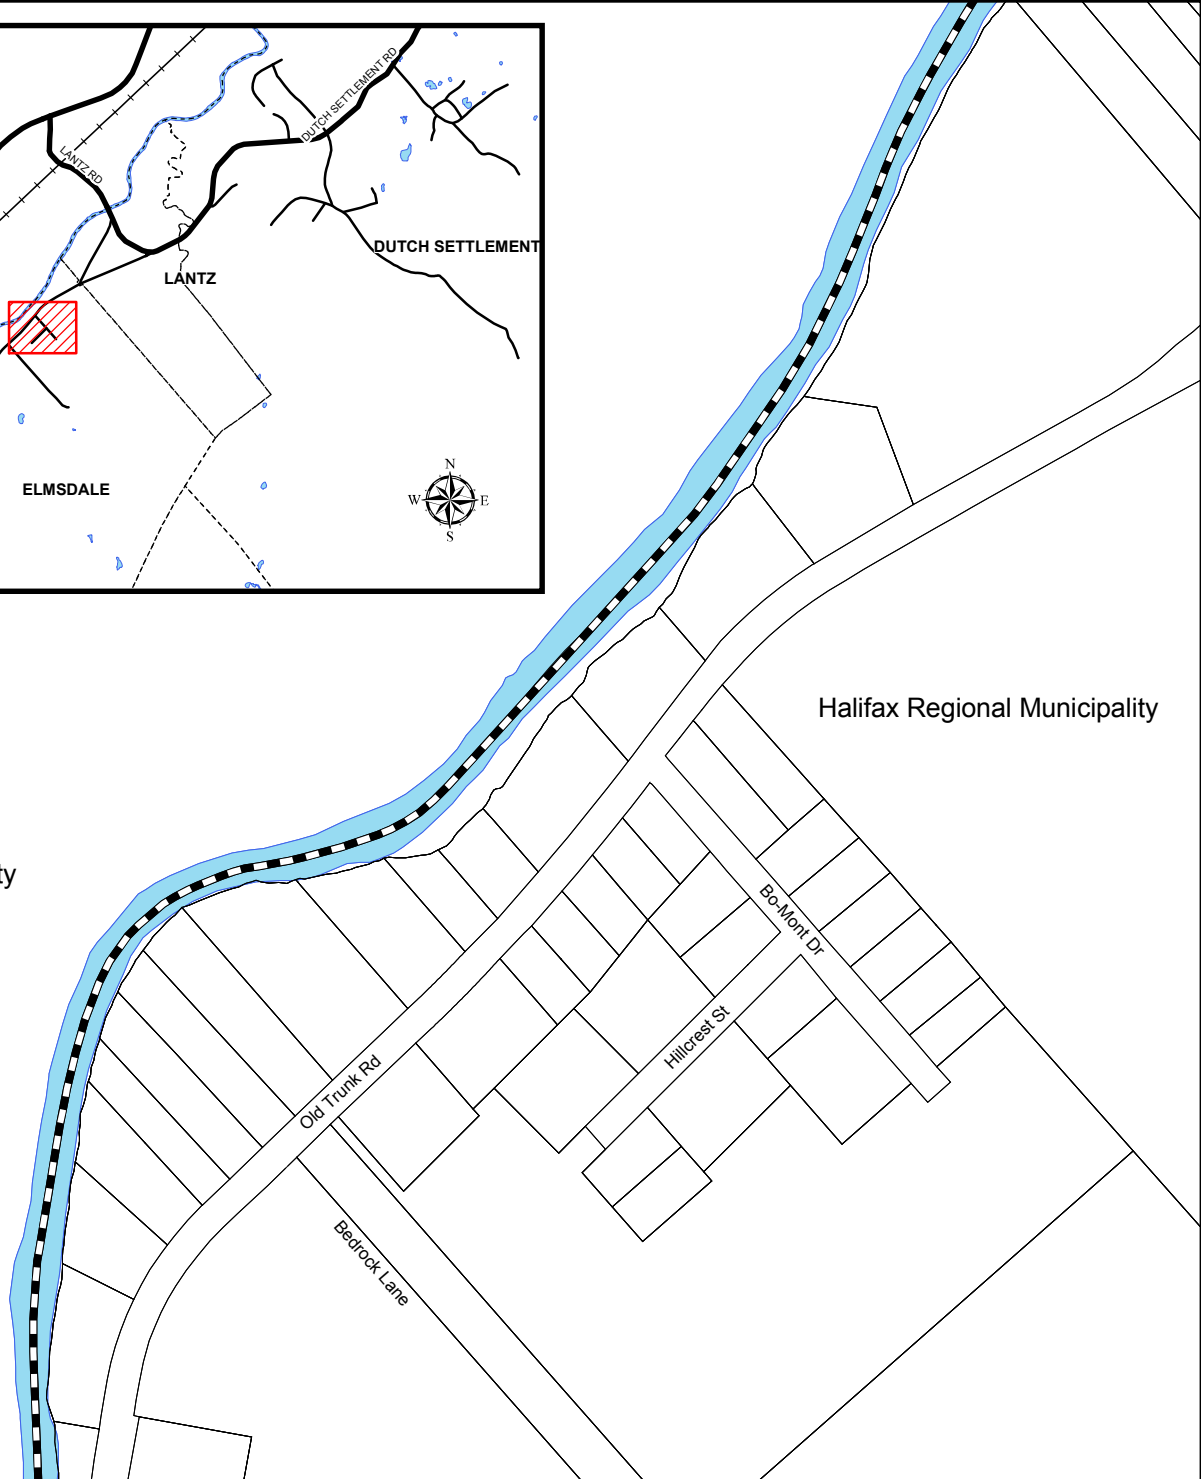 DUTCH SETTLEMENT RD
LANTZ RD
DUTCH SETTLEMENT
LANTZ
ELMSDALE
N
W
E
S
Halifax Regional Municipality
ty
Bo-Mont Dr
Hillcrest St
Old Trunk Rd
Bedrock Lane